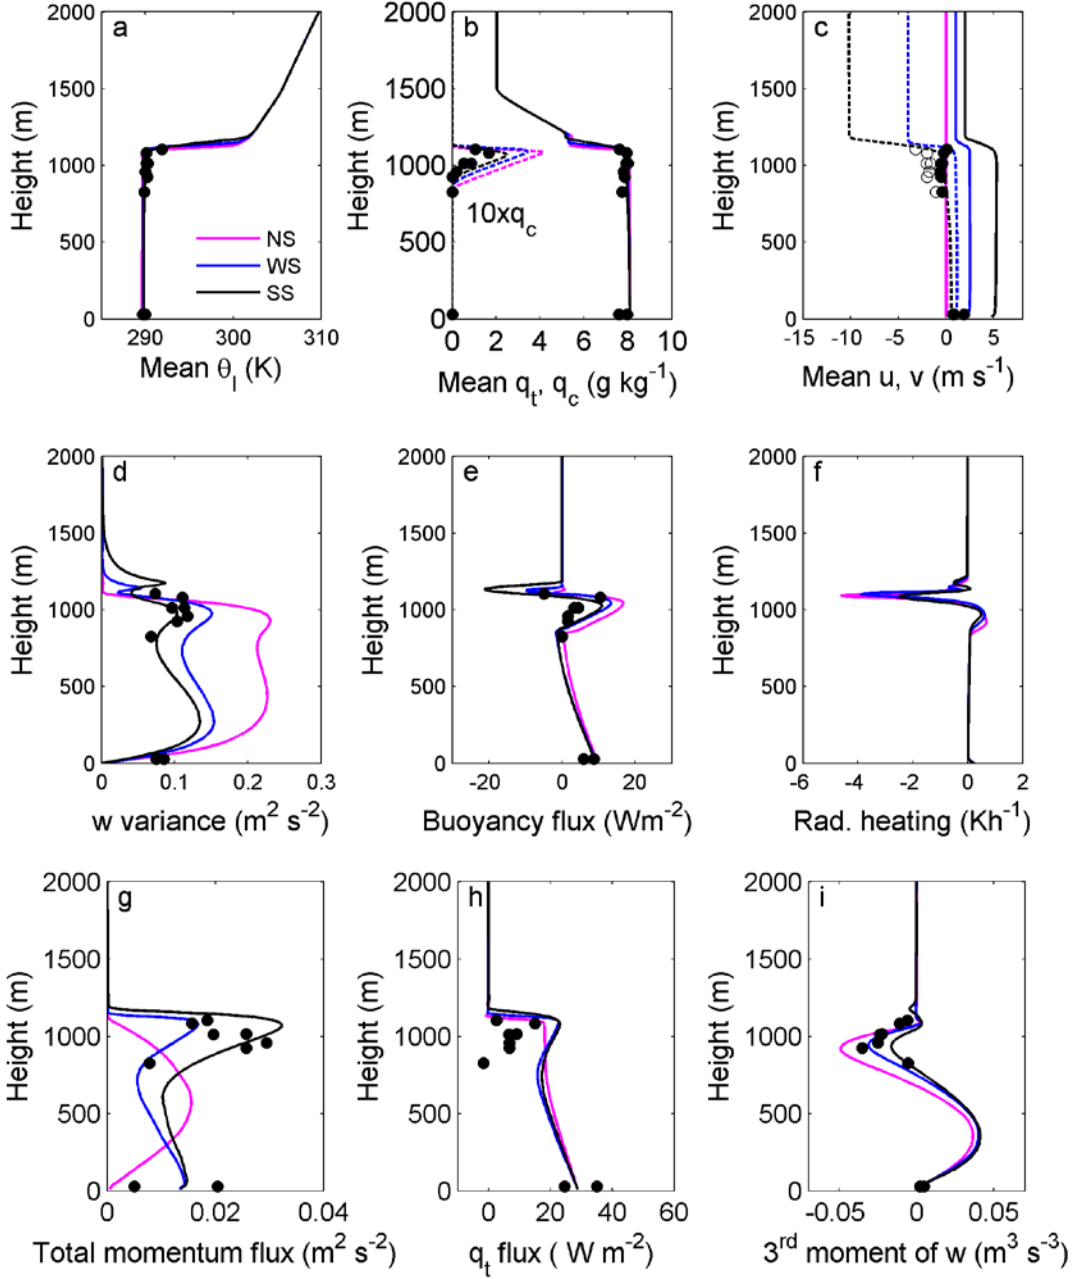 2000
a
1500
1000
500
0
Height (m)
NS
WS
SS
290
300
310
Mean θl (K)
2000
b
1500
1000
500
0
Height (m)
10xqc
0
2
4
6
8
10
Mean qt, qc (g kg-1)
2000
c
1500
1000
500
0
Height (m)
-15
-10
-5
0
5
Mean u, v (m s-1)
2000
d
1500
1000
500
0
Height (m)
0
0.1
0.2
0.3
w variance (m2 s-2)
2000
e
1500
1000
500
0
Height (m)
-20
0
20
Buoyancy flux (Wm-2)
2000
f
1500
1000
500
0
Height (m)
-6
-4
-2
0
2
Rad. heating (Kh-1)
2000
g
1500
1000
500
0
Height (m)
0
0.02
0.04
Total momentum flux (m2 s-2)
2000
h
1500
1000
500
0
Height (m)
0
20
40
60
qt flux ( W m-2)
2000
i
1500
1000
500
0
Height (m)
-0.05
0
0.05
3rd moment of w (m3 s-3)